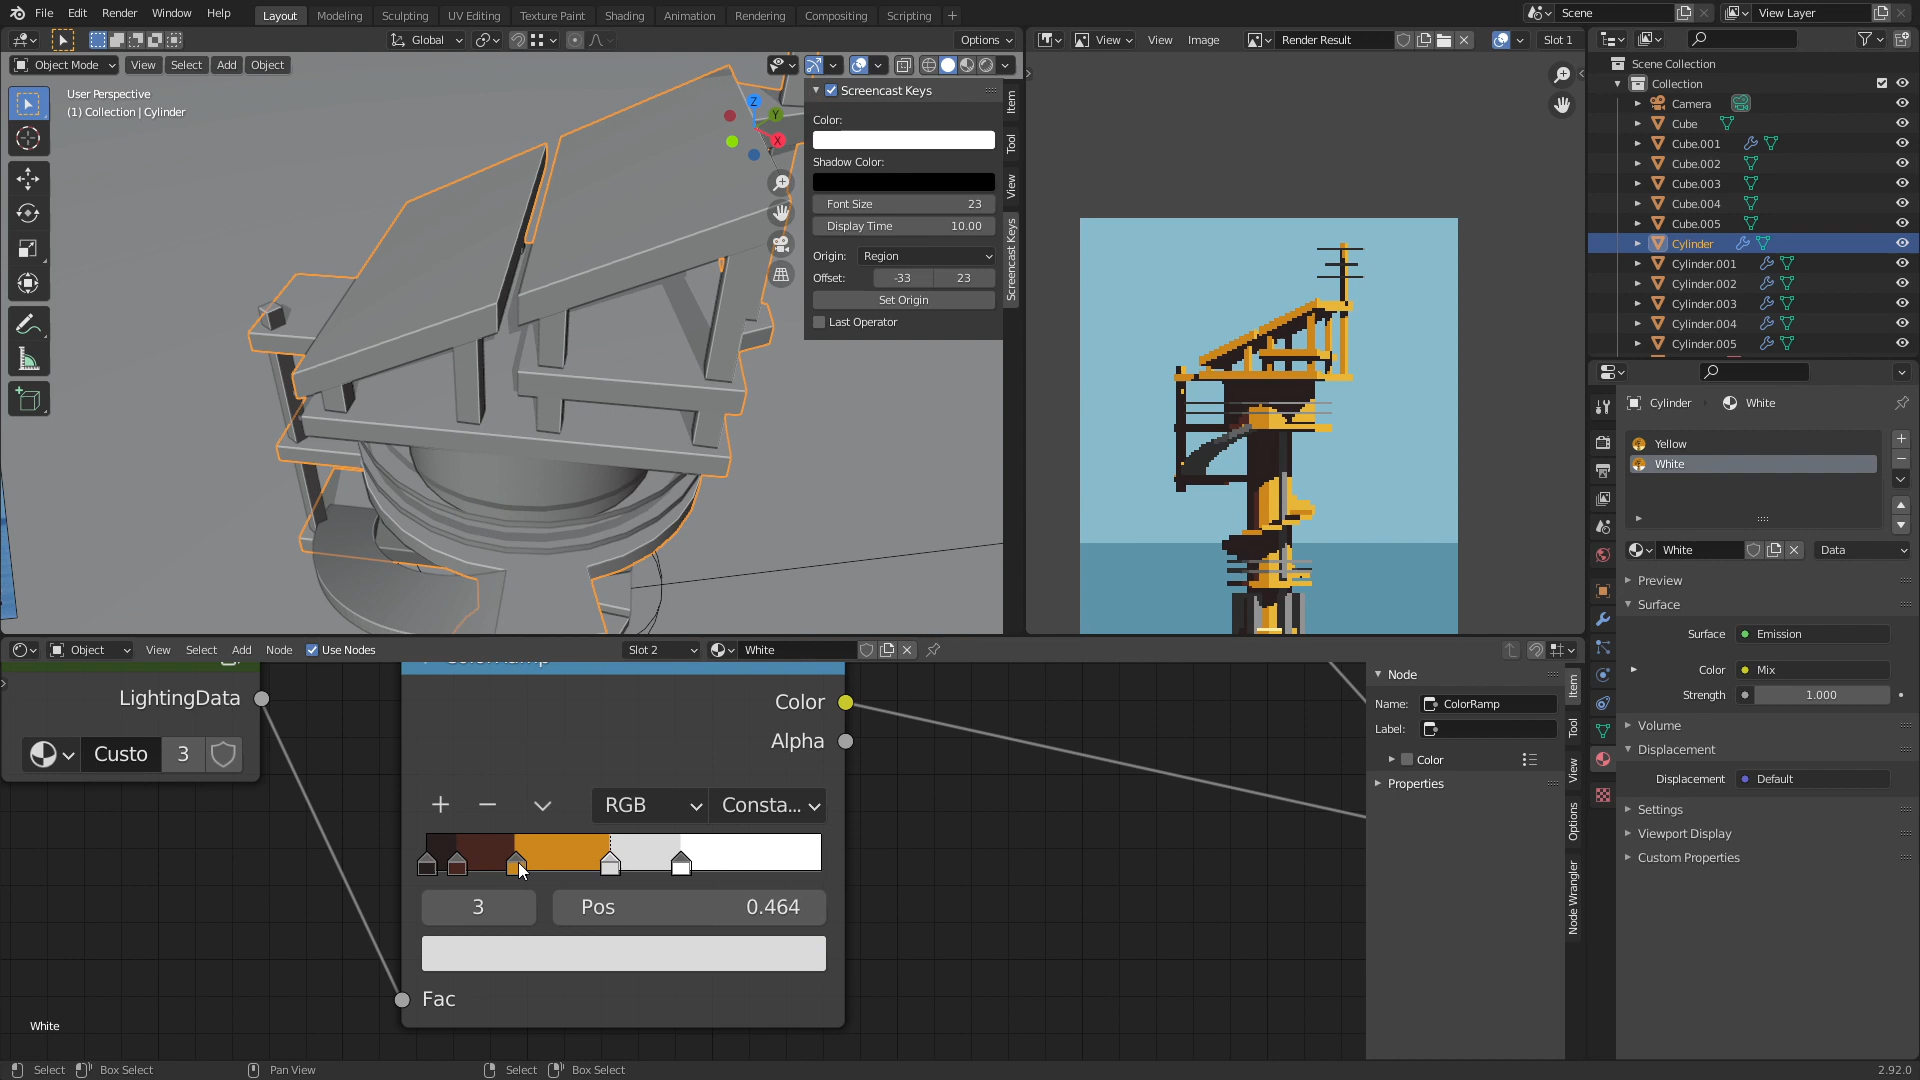 File Edit Render Window Help Layout Modeling Sculpting UV Editing Texture Paint Shading Animation Rendering Compositing Scripting + Scene View Layer
Global Options View View Image Render Result Slot 1
Object Mode View Select Add Object
User Perspective
(1) Collection | Cylinder
Z
Y
X
Screencast Keys
Color:
Shadow Color:
Font Size 23
Display Time 10.00
Origin: Region
Offset: -33 23
Set Origin
Last Operator
Item
Tool
View
Screencast Keys
Scene Collection
Collection
Camera
Cube
Cube.001
Cube.002
Cube.003
Cube.004
Cube.005
Cylinder
Cylinder.001
Cylinder.002
Cylinder.003
Cylinder.004
Cylinder.005
Cylinder White
Yellow
White
White Data
Preview
Surface
Surface Emission
Color Mix
Strength 1.000
Volume
Displacement
Displacement Default
Settings
Viewport Display
Custom Properties
Object View Select Add Node Use Nodes Slot 2 White
LightingData
Custo 3
Color
Alpha
RGB Consta...
3 Pos 0.464
Fac
White
Node
Name: ColorRamp
Label:
Color
Properties
Item
Tool
View
Options
Node Wrangler
Select Box Select Pan View Select Box Select 2.92.0